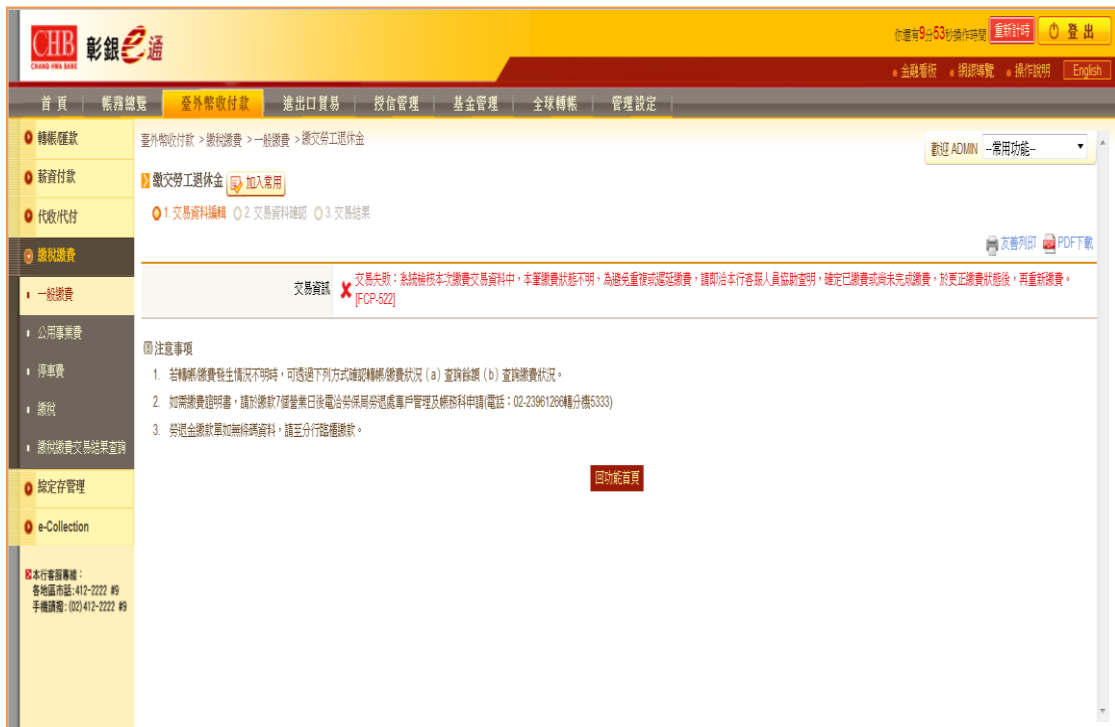 CHB 彰銀e通
CHANG HWA BANK
你還有9分53秒操作時間 重新計時 登 出
金融看板 網銀導覽 操作說明 English
首 頁 帳務總覽 臺外幣收付款 進出口貿易 授信管理 基金管理 全球轉帳 管理設定
轉帳/匯款
薪資付款
代收/代付
繳稅繳費
一般繳費
公用事業費
停車費
繳稅
繳稅繳費交易結果查詢
綜定存管理
e-Collection
本行客服專線：
各地區市話:412-2222 #9
手機請撥:(02)412-2222 #9
臺外幣收付款 >繳稅繳費 >一般繳費 >繳交勞工退休金
歡迎 ADMIN --常用功能--
繳交勞工退休金 加入常用
1.交易資料編輯 2.交易資料確認 3.交易結果
友善列印 PDF下載
交易資訊 交易失敗：系統檢核本次繳費交易資料中，本筆繳費狀態不明，為避免重複或遲延繳費，請即洽本行客服人員協助查明，確定已繳費或尚未完成繳費，於更正繳費狀態後，再重新繳費。
[FCP-522]
注意事項
1. 若轉帳/繳費發生情況不明時，可透過下列方式確認轉帳/繳費狀況 (a) 查詢餘額 (b) 查詢繳費狀況。
2. 如需繳費證明書，請於繳款7個營業日後電洽勞保局勞退處專戶管理及帳務科申請(電話：02-23961266轉分機5333)
3. 勞退金繳款單如無條碼資料，請至分行臨櫃繳款。
回功能首頁